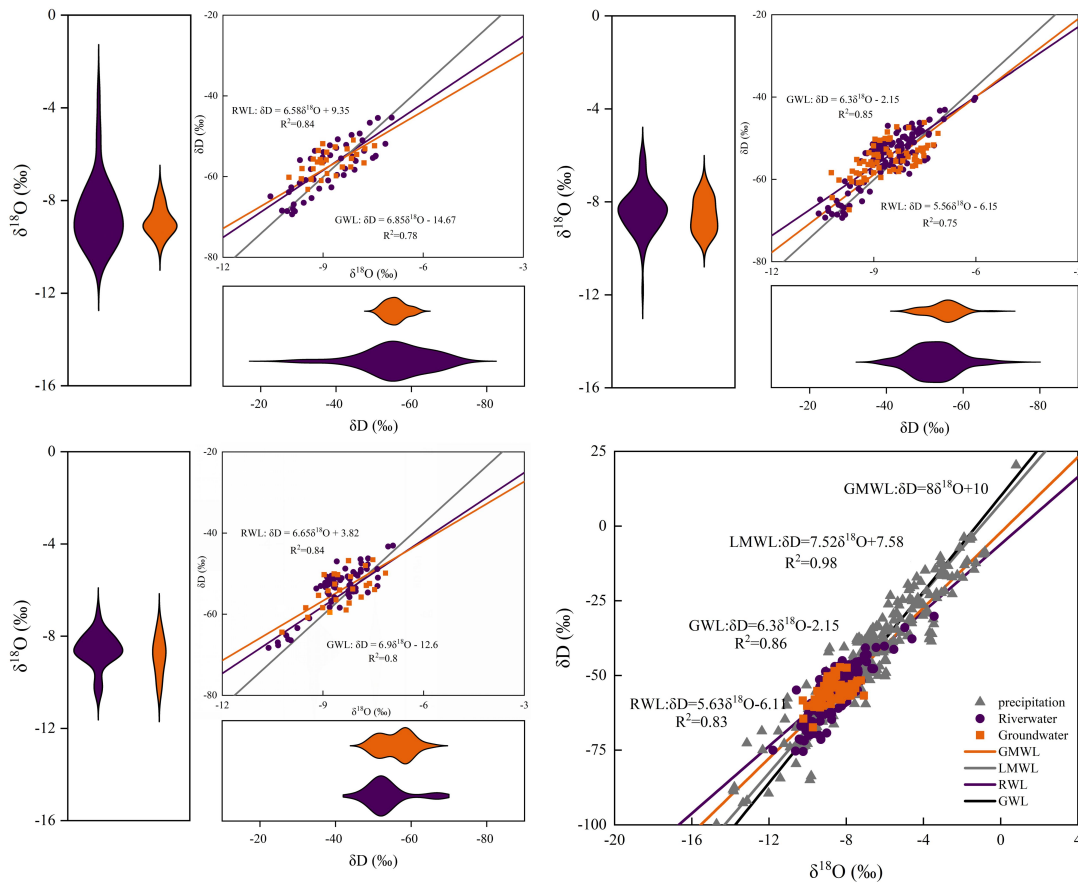 0
-4
-8
-12
-16
δ¹⁸O (‰)
-20
-40
-60
-80
δD (‰)
RWL: δD = 6.58δ¹⁸O + 9.35
R²=0.84
GWL: δD = 6.85δ¹⁸O - 14.67
R²=0.78
-12
-9
-6
-3
δ¹⁸O (‰)
-20
-40
-60
-80
δD (‰)
0
-4
-8
-12
-16
δ¹⁸O (‰)
-20
-40
-60
-80
δD (‰)
GWL: δD = 6.3δ¹⁸O - 2.15
R²=0.85
RWL: δD = 5.56δ¹⁸O - 6.15
R²=0.75
-12
-9
-6
-3
-20
-40
-60
-80
δD (‰)
0
-4
-8
-12
-16
δ¹⁸O (‰)
-20
-40
-60
-80
δD (‰)
RWL: δD = 6.65δ¹⁸O + 3.82
R²=0.84
GWL: δD = 6.9δ¹⁸O - 12.6
R²=0.8
-12
-9
-6
-3
δ¹⁸O (‰)
-20
-40
-60
-80
δD (‰)
25
0
-25
-50
-75
-100
δD (‰)
GMWL:δD=8δ¹⁸O+10
LMWL:δD=7.52δ¹⁸O+7.58
R²=0.98
GWL:δD=6.3δ¹⁸O-2.15
R²=0.86
RWL:δD=5.63δ¹⁸O-6.11
R²=0.83
precipitation
Riverwater
Groundwater
GMWL
LMWL
RWL
GWL
-20
-16
-12
-8
-4
0
4
δ¹⁸O (‰)